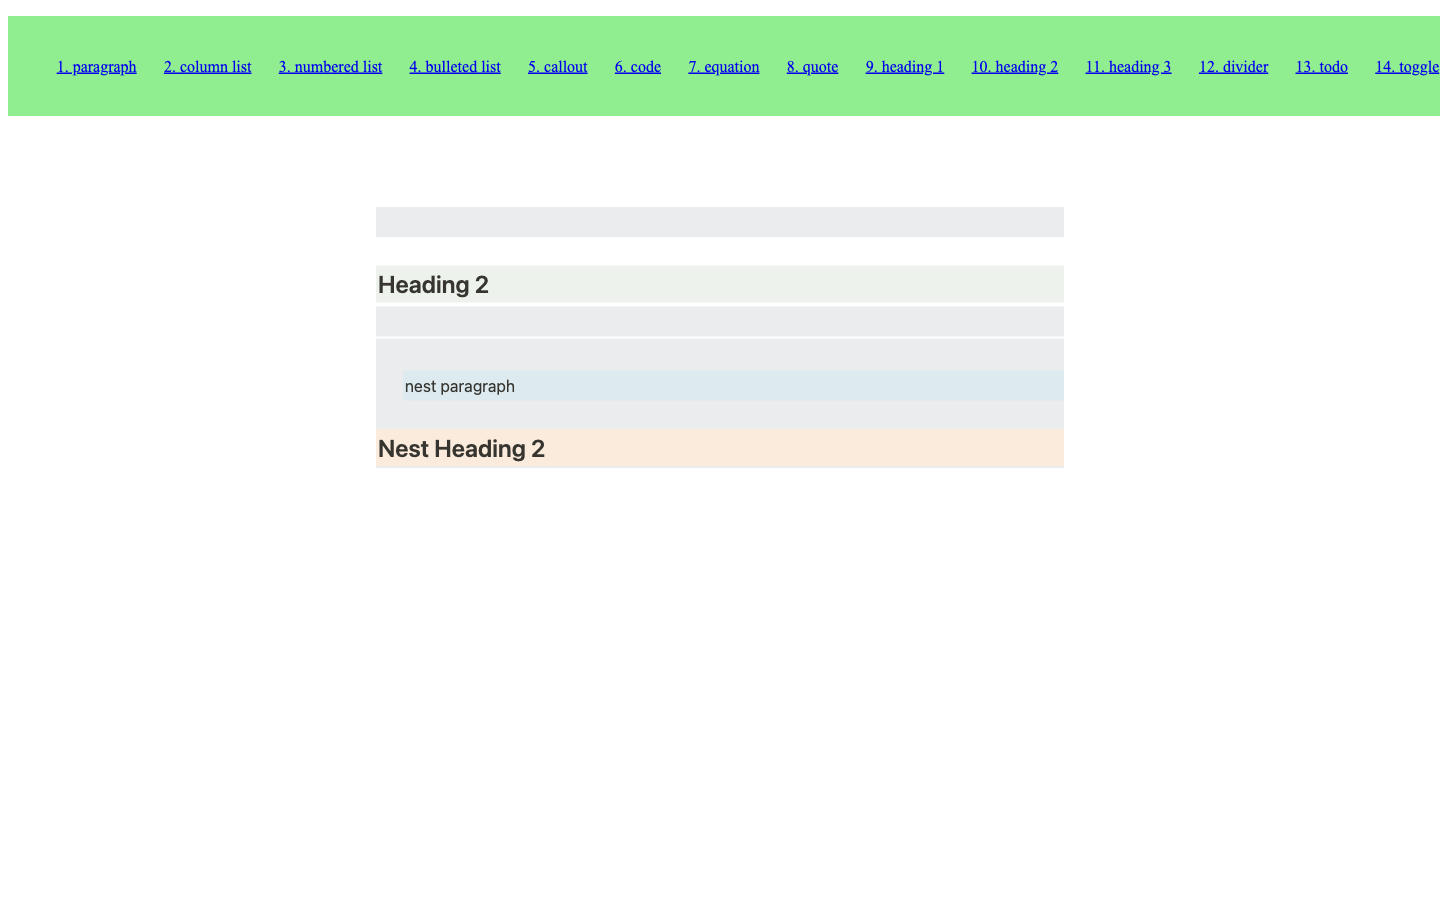 1. paragraph 2. column list 3. numbered list 4. bulleted list 5. callout 6. code 7. equation 8. quote 9. heading 1 10. heading 2 11. heading 3 12. divider 13. todo 14. toggle
Heading 2
nest paragraph
Nest Heading 2